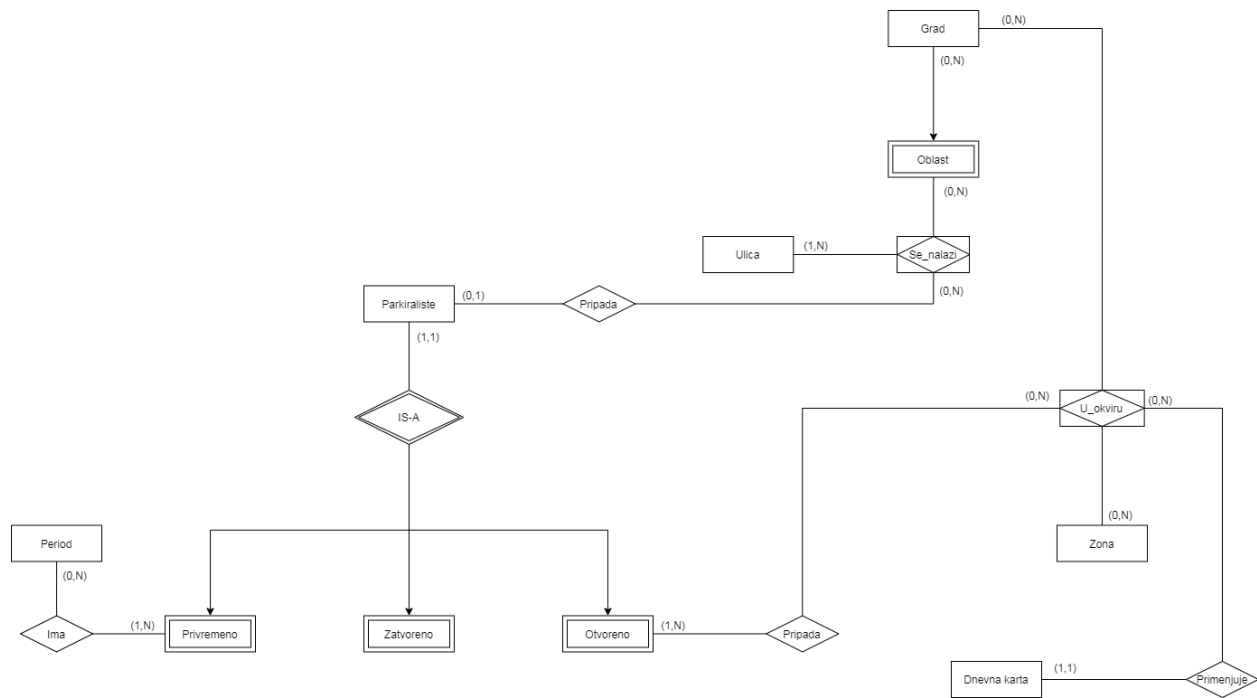 Grad
(0,N)
(0,N)
Oblast
(0,N)
Ulica
(1,N)
Se_nalazi
(0,N)
Parkiraliste
(0,1)
Pripada
(1,1)
IS-A
(0,N)
U_okviru
(0,N)
(0,N)
Zona
Period
(0,N)
Ima
(1,N)
Privremeno
Zatvoreno
Otvoreno
(1,N)
Pripada
Dnevna karta
(1,1)
Primenjuje